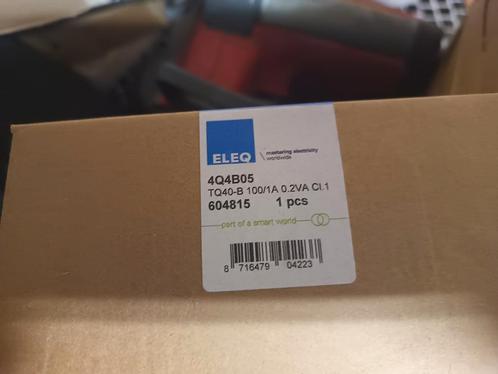 ELEQ
mastering electricity
worldwide
4Q4B05
TQ40-B 100/1A 0.2VA Cl.1
604815 1 pcs
part of a smart world
8 716479 04223